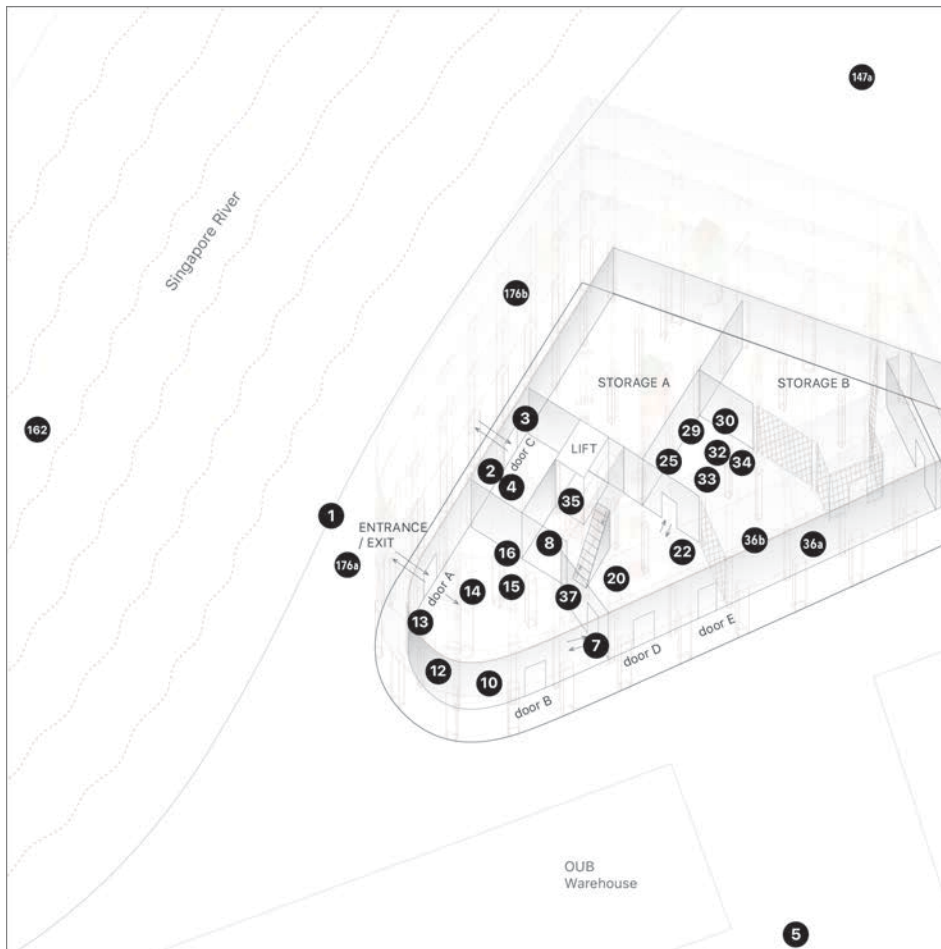 147a
Singapore River
176b
STORAGE A
STORAGE B
3
30
29
162
door C
LIFT
32
25
34
2
33
4
35
1
ENTRANCE
/ EXIT
36b
36a
8
16
22
176a
20
door A
15
14
37
13
7
door E
door D
12
10
door B
OUB
Warehouse
5